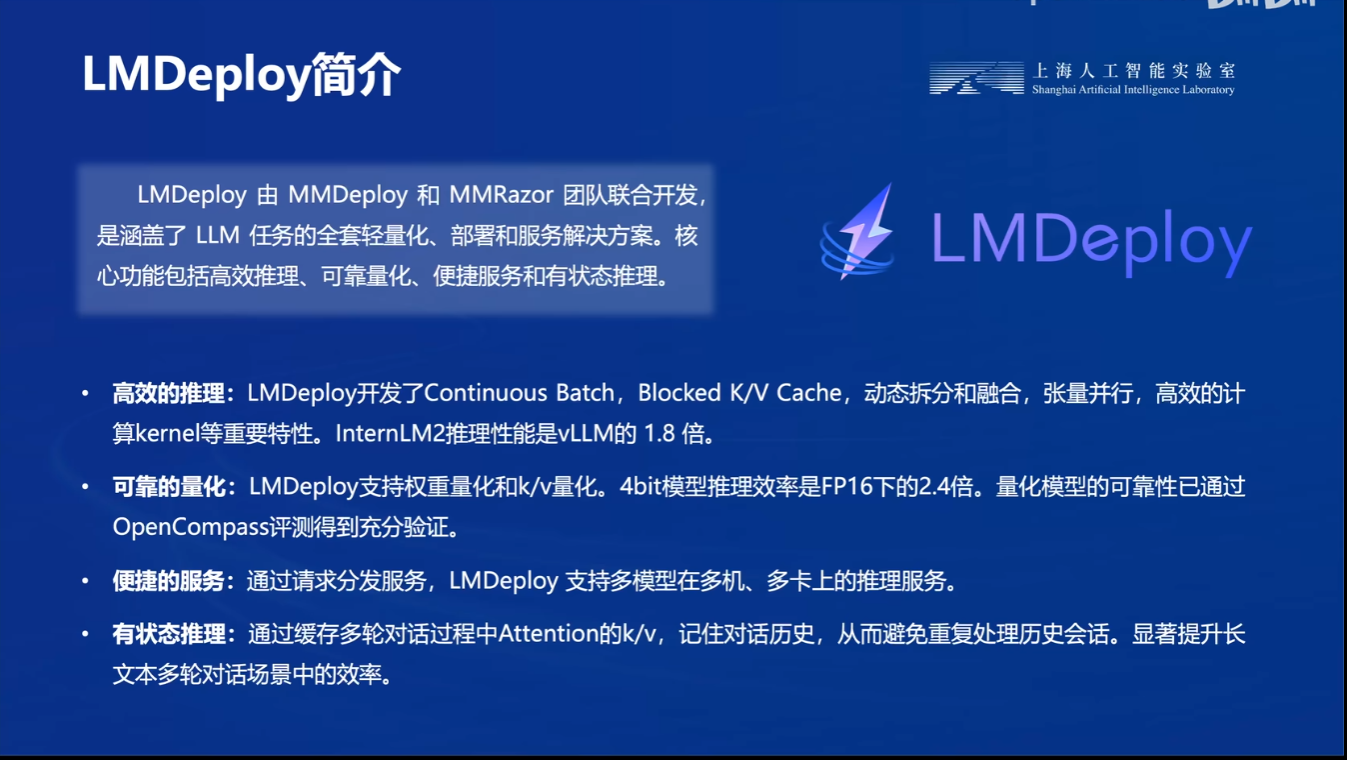 LMDeploy简介
上海人工智能实验室
Shanghai Artificial Intelligence Laboratory
LMDeploy 由 MMDeploy 和 MMRazor 团队联合开发,
是涵盖了 LLM 任务的全套轻量化、部署和服务解决方案。核
心功能包括高效推理、可靠量化、便捷服务和有状态推理。
LMDeploy
• 高效的推理：LMDeploy开发了Continuous Batch，Blocked K/V Cache，动态拆分和融合，张量并行，高效的计
算kernel等重要特性。InternLM2推理性能是vLLM的 1.8 倍。
• 可靠的量化：LMDeploy支持权重量化和k/v量化。4bit模型推理效率是FP16下的2.4倍。量化模型的可靠性已通过
OpenCompass评测得到充分验证。
• 便捷的服务：通过请求分发服务，LMDeploy 支持多模型在多机、多卡上的推理服务。
• 有状态推理：通过缓存多轮对话过程中Attention的k/v，记住对话历史，从而避免重复处理历史会话。显著提升长
文本多轮对话场景中的效率。